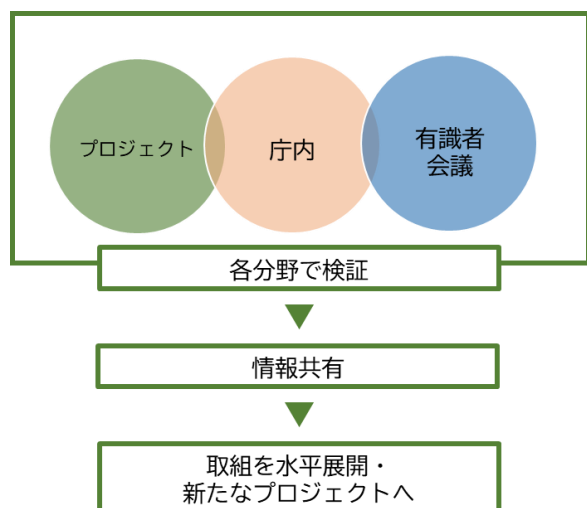 プロジェクト
庁内
有識者
会議
各分野で検証
情報共有
取組を水平展開・
新たなプロジェクトへ